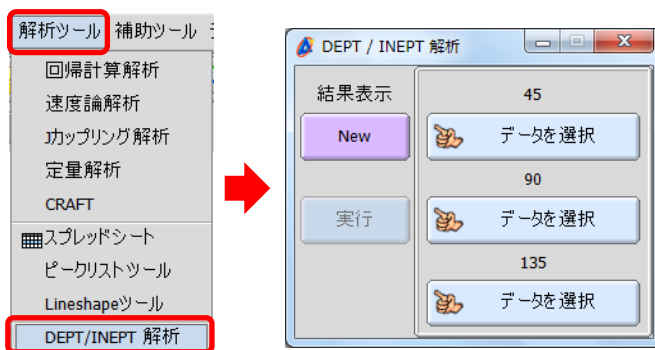 解析ツール 補助ツール
回帰計算解析
速度論解析
Jカップリング解析
定量解析
CRAFT
スプレッドシート
ピークリストツール
Lineshapeツール
DEPT/INEPT 解析
DEPT / INEPT 解析
結果表示
New
実行
45
データを選択
90
データを選択
135
データを選択